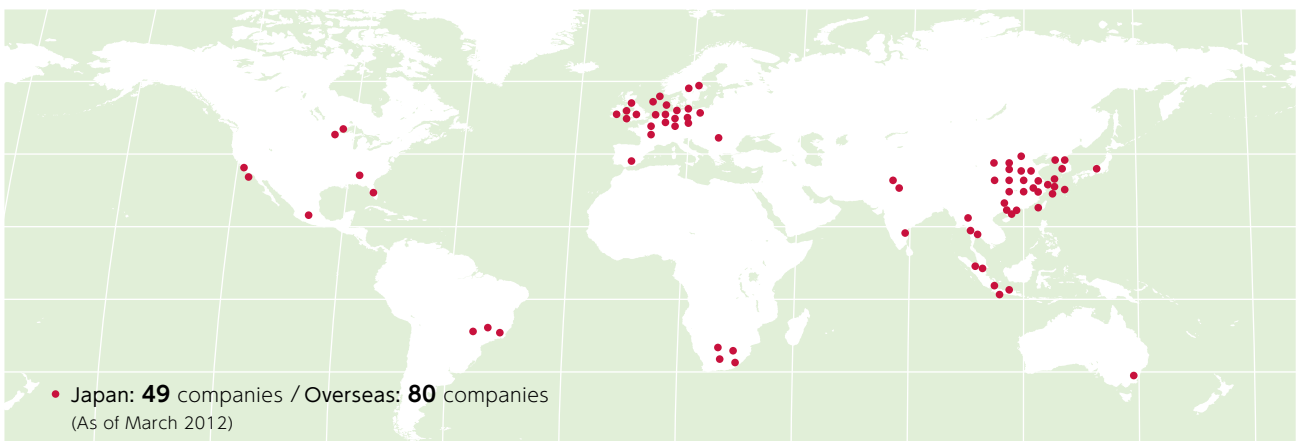 Japan: 49 companies / Overseas: 80 companies
(As of March 2012)